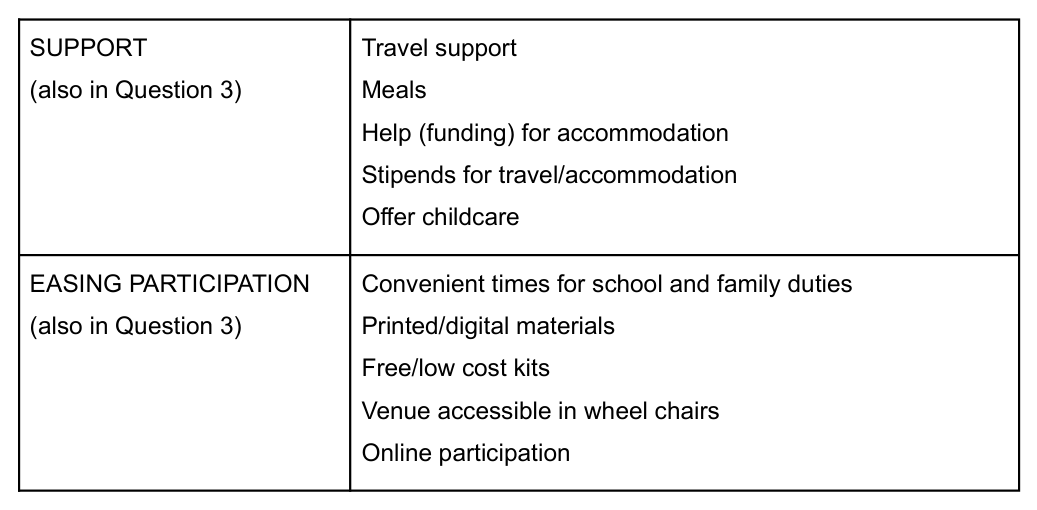 SUPPORT
(also in Question 3)
Travel support
Meals
Help (funding) for accommodation
Stipends for travel/accommodation
Offer childcare
EASING PARTICIPATION
(also in Question 3)
Convenient times for school and family duties
Printed/digital materials
Free/low cost kits
Venue accessible in wheel chairs
Online participation